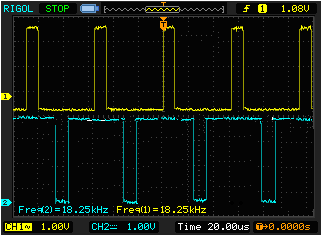 RIGOL STOP T f 1 1.08V
T
1
2
Freq(2)=18.25kHz Freq(1)=18.25kHz
CH1~ 1.00V CH2 1.00V Time 20.00us T→0.0000s